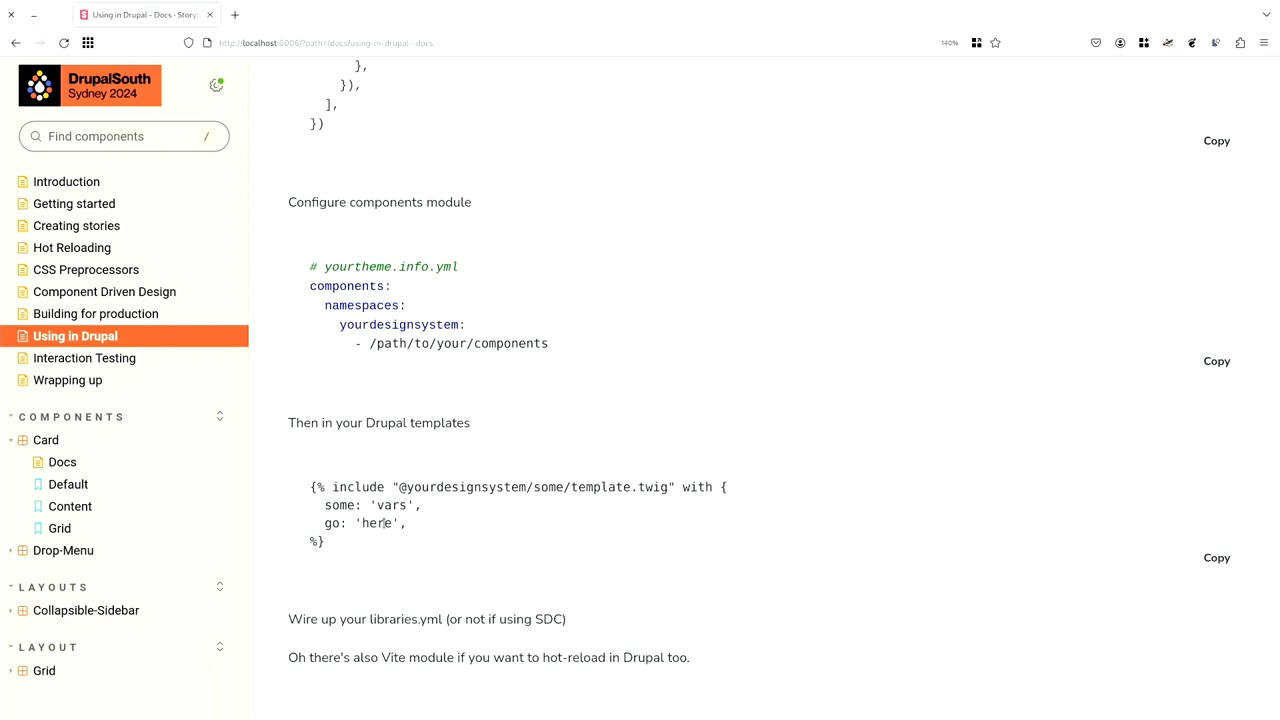 Using in Drupal - Docs - Story
http://localhost:6006/?path=/docs/using-in-drupal--docs
140%
DrupalSouth
Sydney 2024
Find components
/
Introduction
Getting started
Creating stories
Hot Reloading
CSS Preprocessors
Component Driven Design
Building for production
Using in Drupal
Interaction Testing
Wrapping up
COMPONENTS
Card
Docs
Default
Content
Grid
Drop-Menu
LAYOUTS
Collapsible-Sidebar
LAYOUT
Grid
},
}),
],
})
Copy
Configure components module
# yourtheme.info.yml
components:
namespaces:
yourdesignsystem:
- /path/to/your/components
Copy
Then in your Drupal templates
{% include "@yourdesignsystem/some/template.twig" with {
some: 'vars',
go: 'here',
%}
Copy
Wire up your libraries.yml (or not if using SDC)
Oh there's also Vite module if you want to hot-reload in Drupal too.